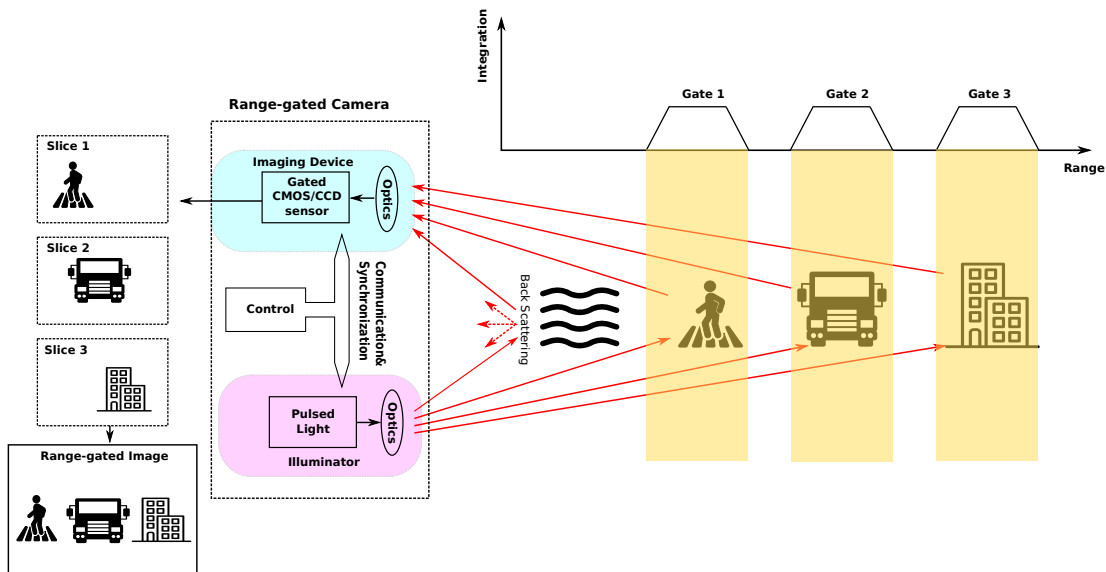 Integration
Gate 1
Gate 2
Gate 3
Range
Range-gated Camera
Slice 1
Slice 2
Slice 3
Range-gated Image
Imaging Device
Gated
CMOS/CCD
sensor
Optics
Control
Communication&
Synchronization
Back Scattering
Pulsed
Light
Optics
Illuminator